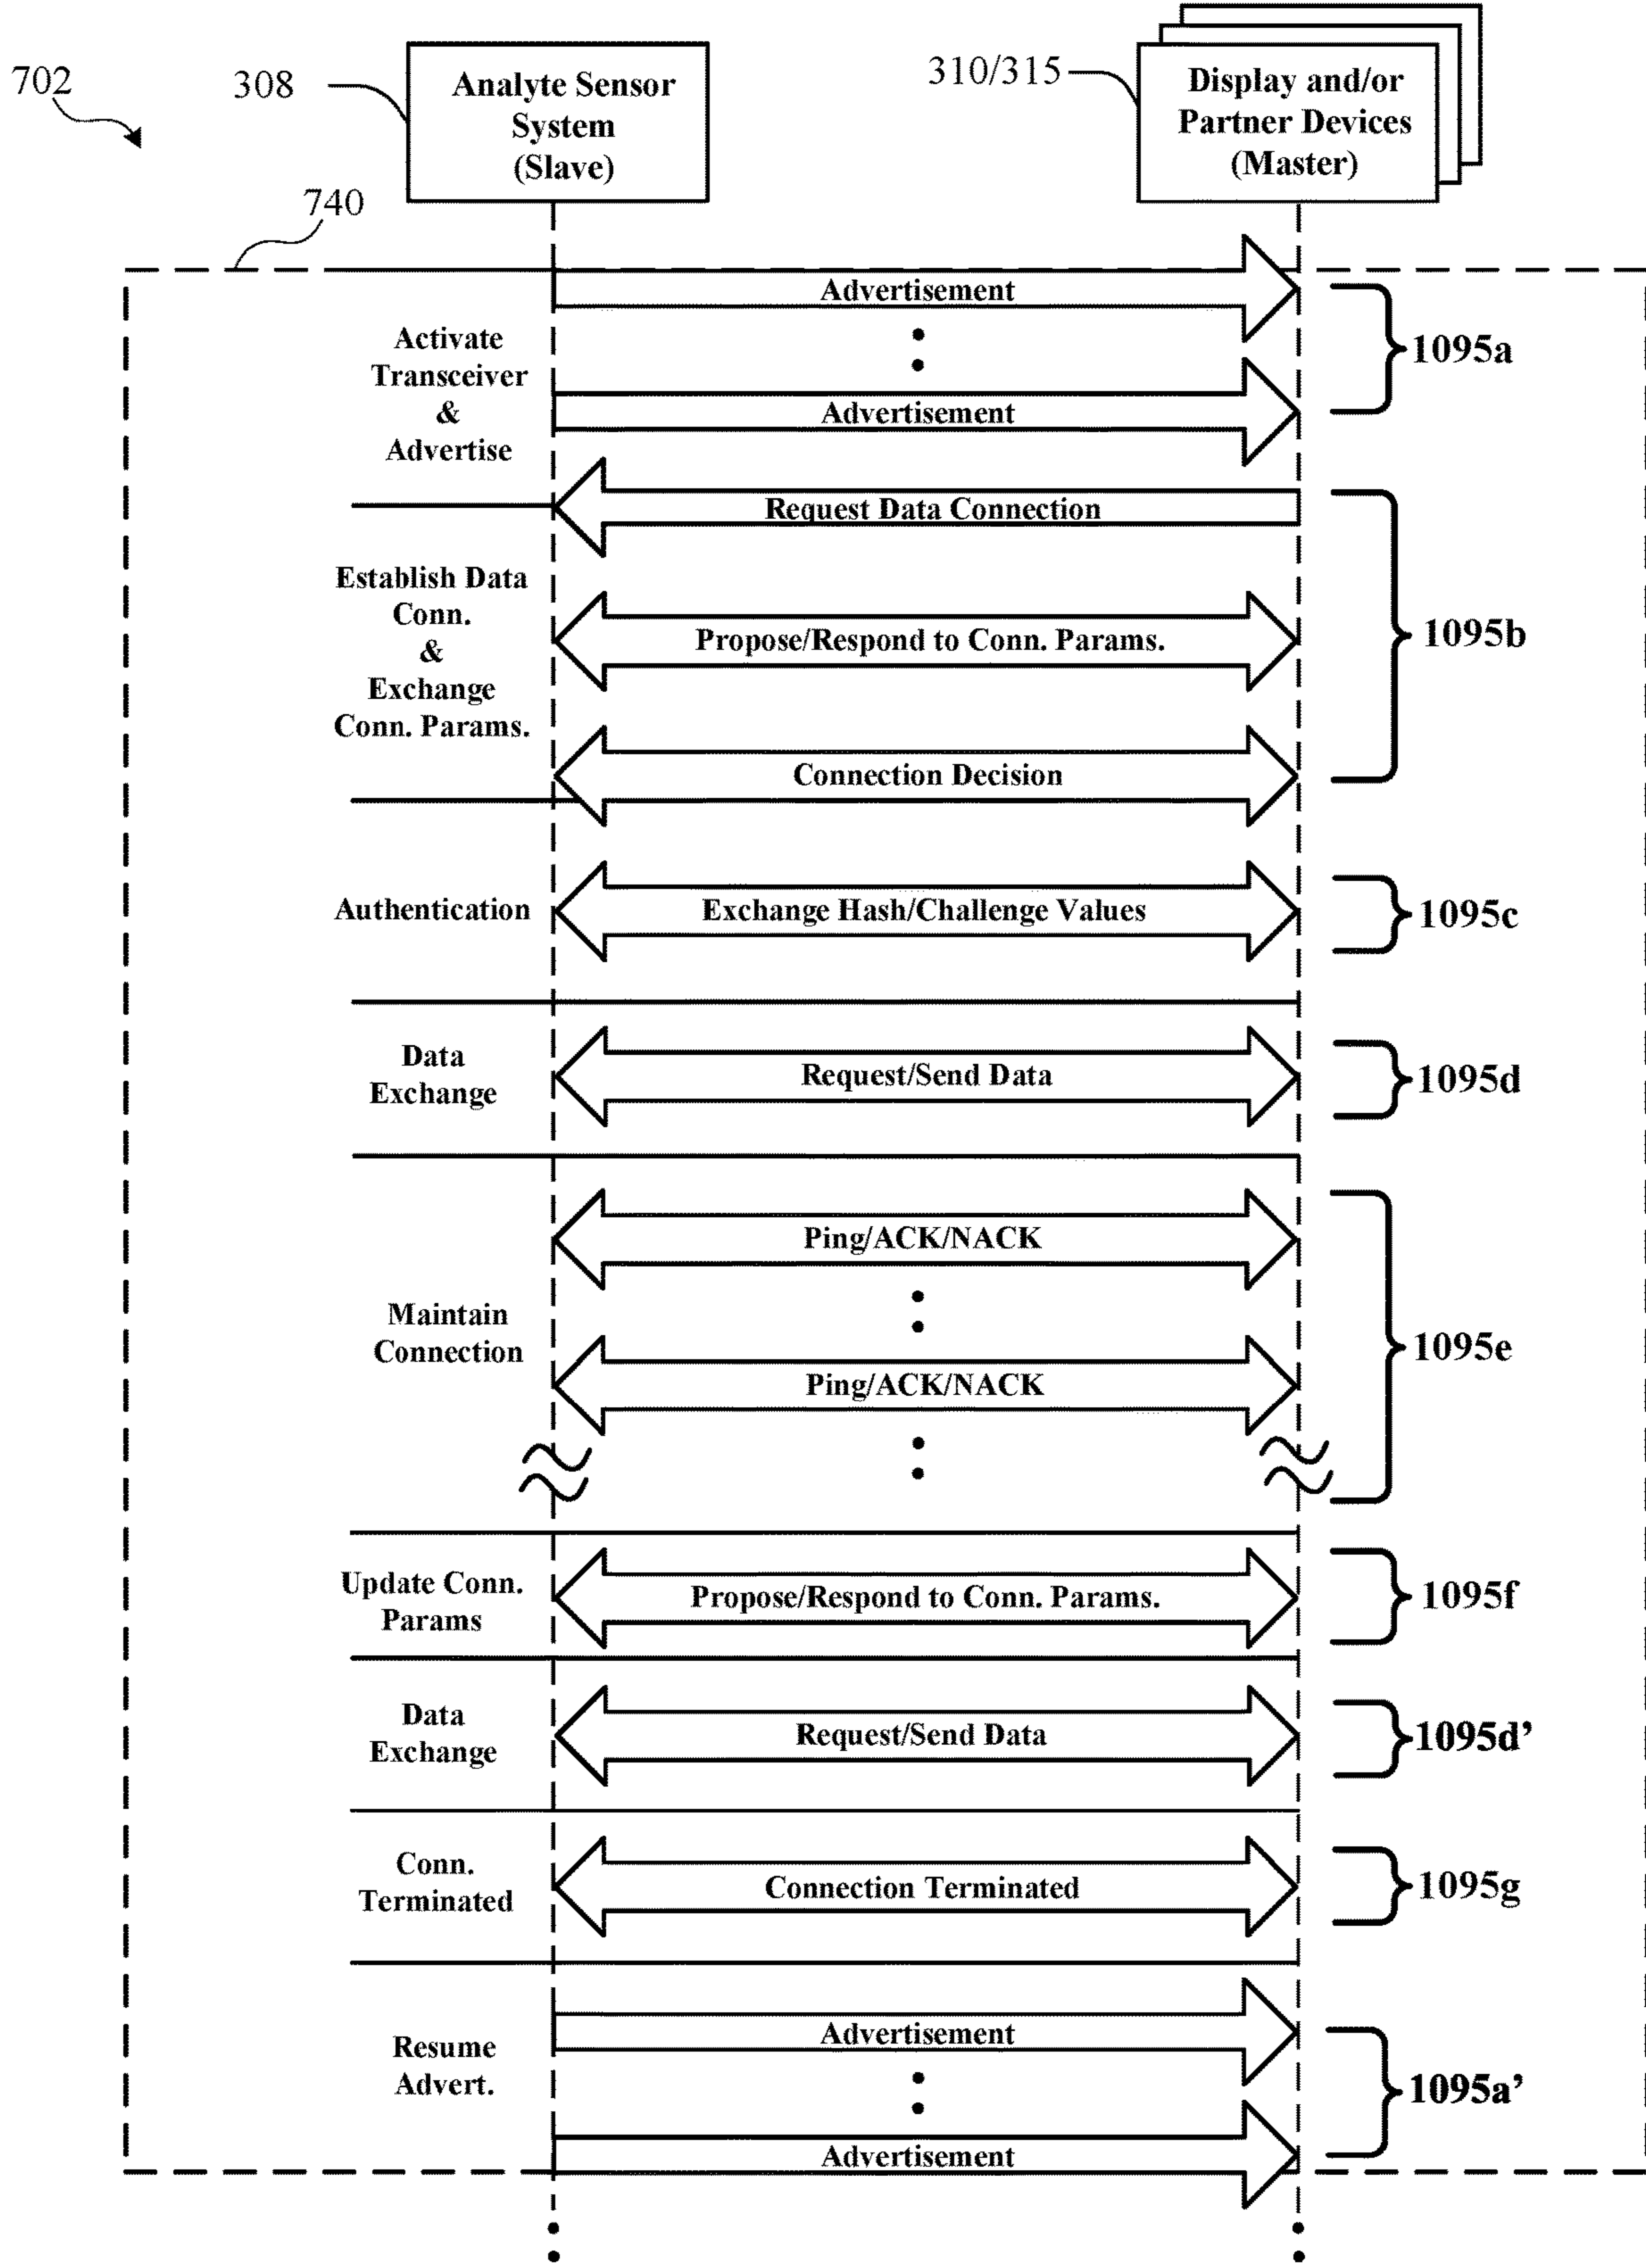 702
308
Analyte Sensor
System
(Slave)
310/315
Display and/or
Partner Devices
(Master)
740
Activate
Transceiver
&
Advertise
Advertisement
Advertisement
1095a
Establish Data
Conn.
&
Exchange
Conn. Params.
Request Data Connection
Propose/Respond to Conn. Params.
Connection Decision
1095b
Authentication
Exchange Hash/Challenge Values
1095c
Data
Exchange
Request/Send Data
1095d
Maintain
Connection
Ping/ACK/NACK
Ping/ACK/NACK
1095e
Update Conn.
Params
Propose/Respond to Conn. Params.
1095f
Data
Exchange
Request/Send Data
1095d’
Conn.
Terminated
Connection Terminated
1095g
Resume
Advert.
Advertisement
Advertisement
1095a’